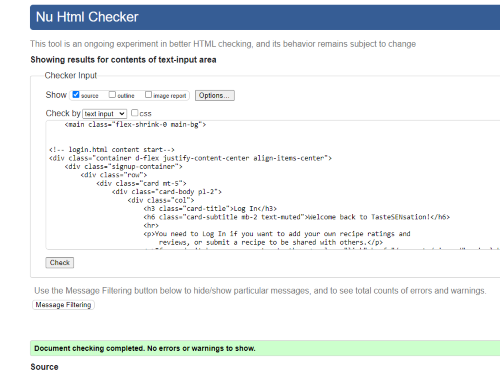 Nu Html Checker
This tool is an ongoing experiment in better HTML checking, and its behavior remains subject to change
Showing results for contents of text-input area
Checker Input
Show source outline image report Options...
Check by text input css
<main class="flex-shrink-0 main-bg">
<!-- login.html content start-->
<div class="container d-flex justify-content-center align-items-center">
<div class="signup-container">
<div class="row">
<div class="card mt-5">
<div class="card-body pl-2">
<div class="col">
<h3 class="card-title">Log In</h3>
<h6 class="card-subtitle mb-2 text-muted">Welcome back to TasteSENsation!</h6>
<hr>
<p>You need to Log In if you want to add your own recipe ratings and
reviews, or submit a recipe to be shared with others.</p>
Check
Use the Message Filtering button below to hide/show particular messages, and to see total counts of errors and warnings.
Message Filtering
Document checking completed. No errors or warnings to show.
Source